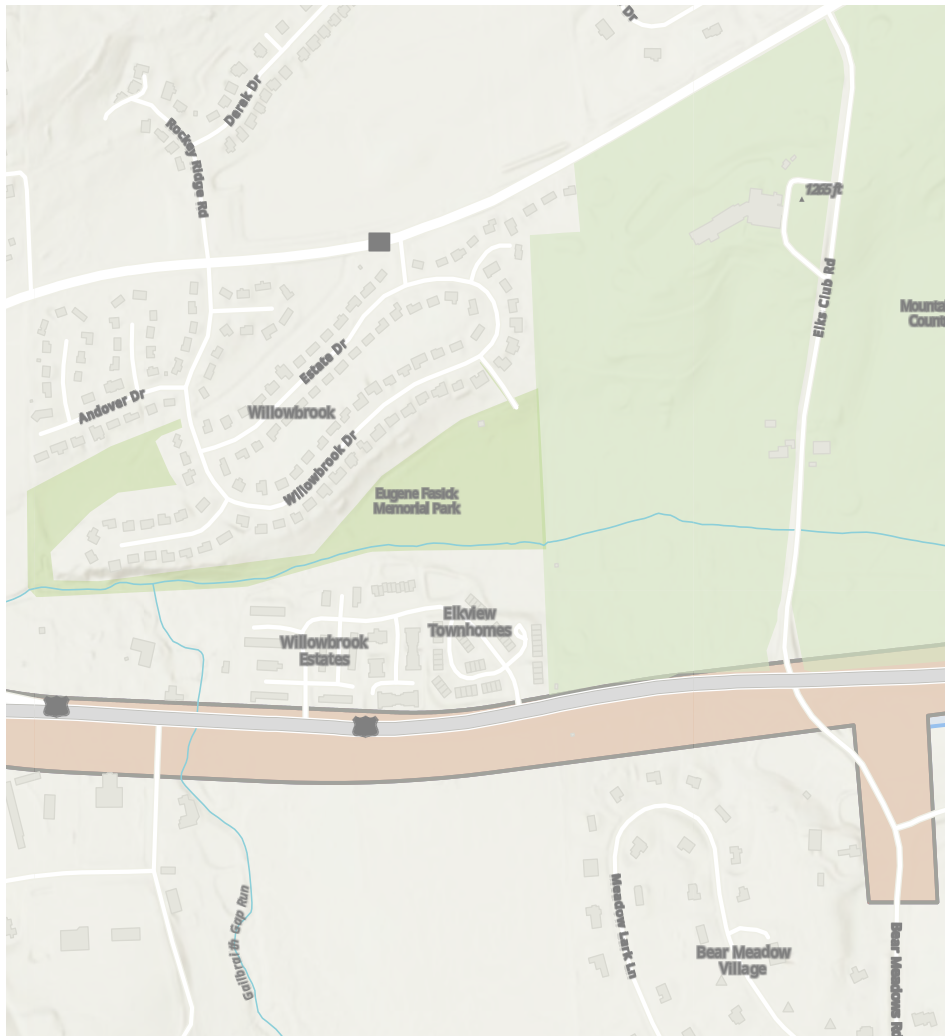 Dr
Derek Dr
Rockey Ridge Rd
1265 ft
Elks Club Rd
Mounta
Count
Estate Dr
Andover Dr
Willowbrook
Willowbrook Dr
Eugene Fasick
Memorial Park
Elkview
Townhomes
Willowbrook
Estates
Meadow Lark Ln
Galbraith Gap Run
Bear Meadow
Village
Bear Meadows Rd